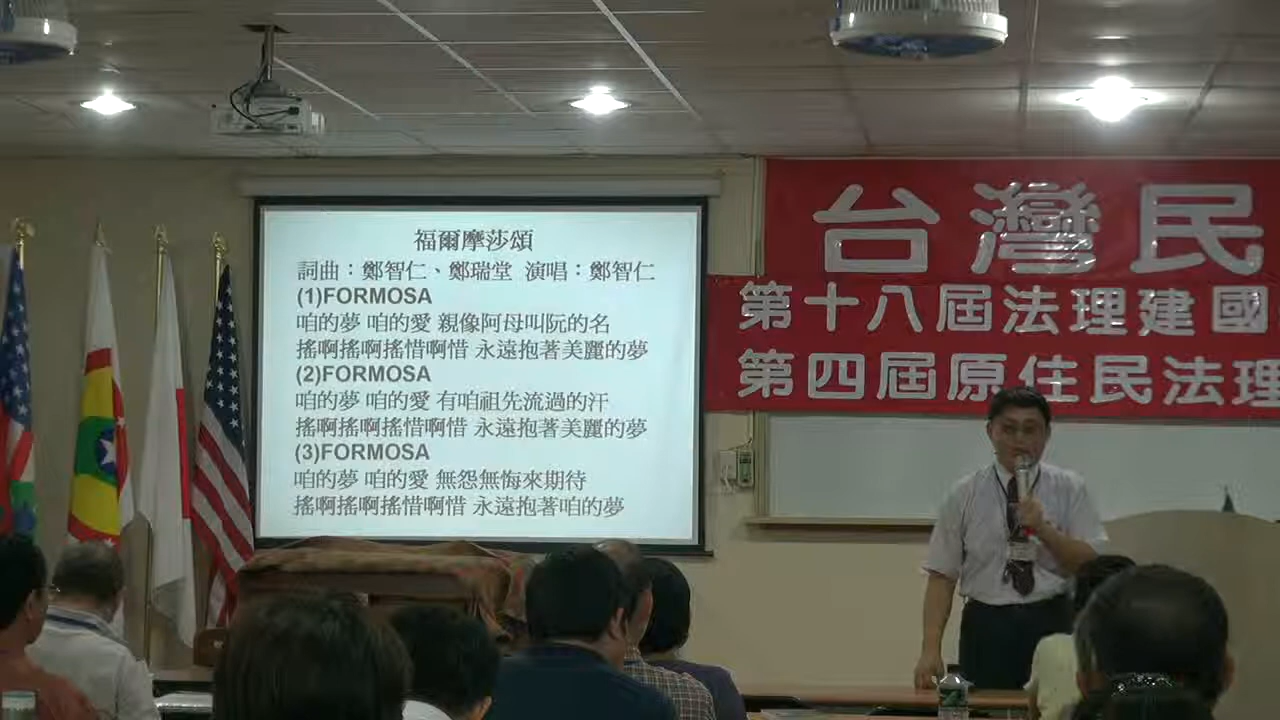 福爾摩莎頌
詞曲：鄭智仁、鄭瑞堂 演唱：鄭智仁
(1)FORMOSA
咱的夢 咱的愛 親像阿母叫阮的名
搖啊搖啊搖惜啊惜 永遠抱著美麗的夢
(2)FORMOSA
咱的夢 咱的愛 有咱祖先流過的汗
搖啊搖啊搖惜啊惜 永遠抱著美麗的夢
(3)FORMOSA
咱的夢 咱的愛 無怨無悔來期待
搖啊搖啊搖惜啊惜 永遠抱著咱的夢
台灣民
第十八屆法理建國
第四屆原住民法理